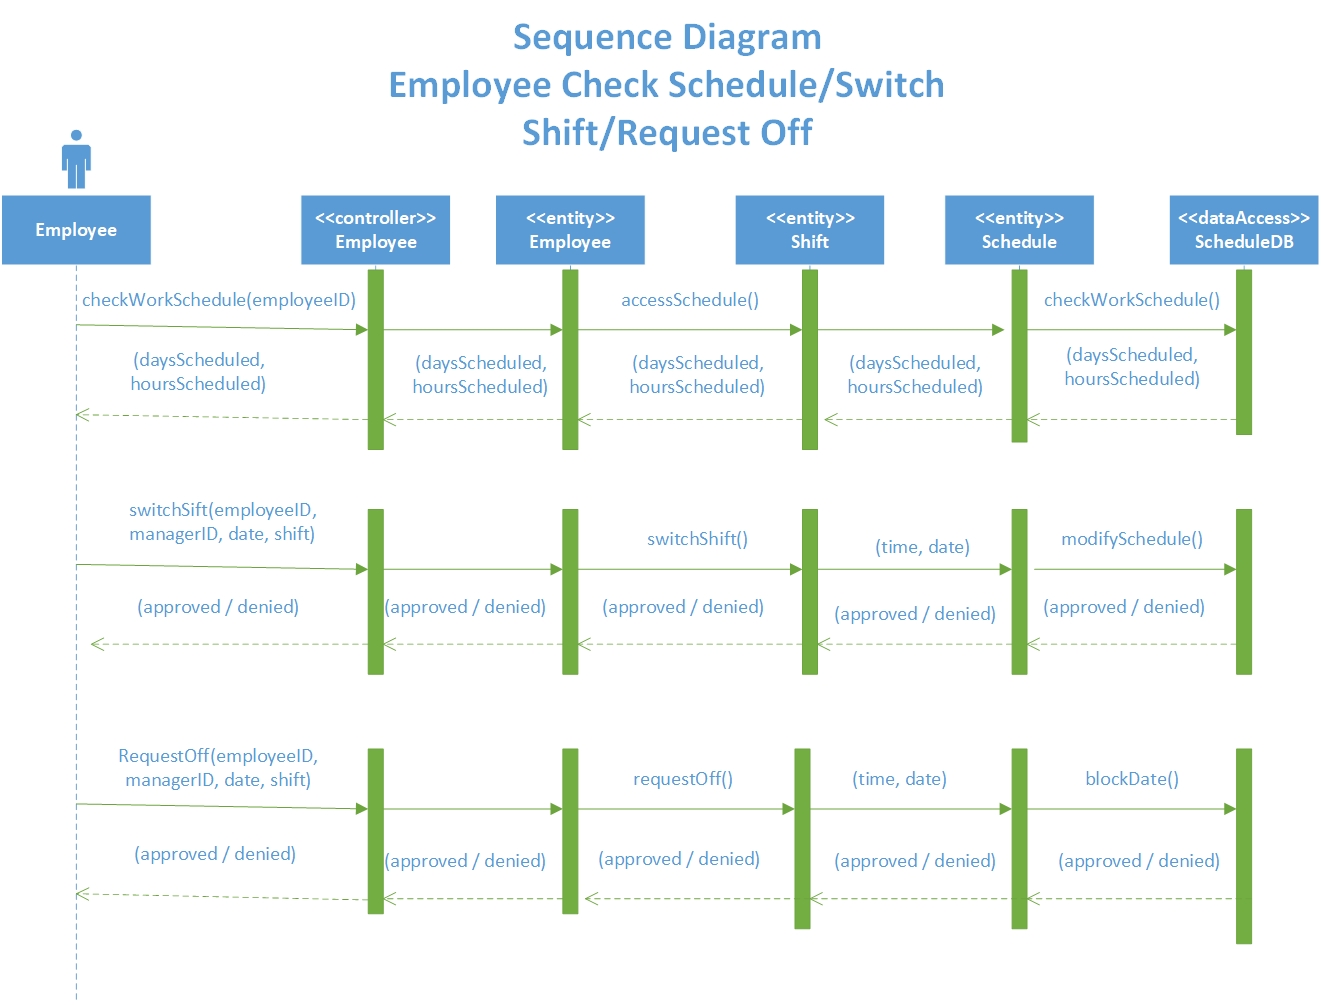 Sequence Diagram
Employee Check Schedule/Switch
Shift/Request Off
Employee
<<controller>>
Employee
<<entity>>
Employee
<<entity>>
Shift
<<entity>>
Schedule
<<dataAccess>>
ScheduleDB
checkWorkSchedule(employeeID)
accessSchedule()
checkWorkSchedule()
(daysScheduled,
hoursScheduled)
(daysScheduled,
hoursScheduled)
(daysScheduled,
hoursScheduled)
(daysScheduled,
hoursScheduled)
(daysScheduled,
hoursScheduled)
switchSift(employeeID,
managerID, date, shift)
switchShift()
(time, date)
modifySchedule()
(approved / denied)
(approved / denied)
(approved / denied)
(approved / denied)
(approved / denied)
RequestOff(employeeID,
managerID, date, shift)
requestOff()
(time, date)
blockDate()
(approved / denied)
(approved / denied)
(approved / denied)
(approved / denied)
(approved / denied)